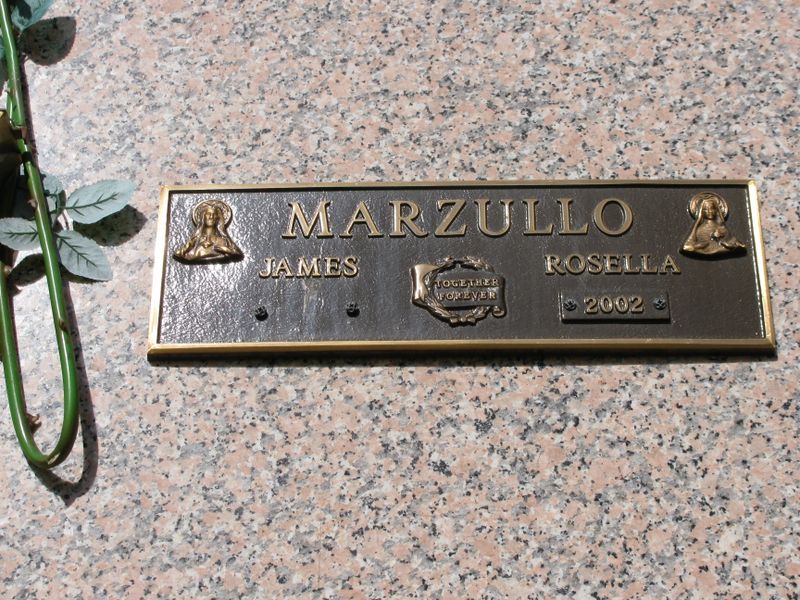 MARZULLO
JAMES
ROSELLA
TOGETHER
FOREVER
2002